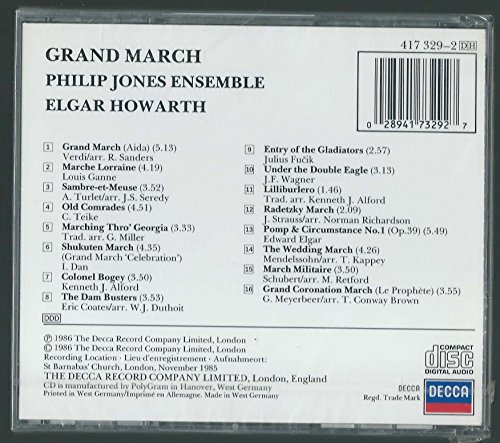 GRAND MARCH
PHILIP JONES ENSEMBLE
ELGAR HOWARTH
417 329-2 DH
0 28941 73292 7
1 Grand March (Aida) (5.13)
Verdi/arr. R. Sanders
2 Marche Lorraine (4.19)
Louis Ganne
3 Sambre-et-Meuse (3.52)
A. Turlet/arr. J.S. Seredy
4 Old Comrades (4.51)
C. Teike
5 Marching Thro' Georgia (3.33)
Trad. arr. G. Miller
6 Shukuten March (4.35)
(Grand March 'Celebration')
I. Dan
7 Colonel Bogey (3.50)
Kenneth J. Alford
8 The Dam Busters (3.53)
Eric Coates/arr. W.J. Duthoit
9 Entry of the Gladiators (2.57)
Julius Fučik
10 Under the Double Eagle (3.13)
J.F. Wagner
11 Lilliburlero (1.46)
Trad. arr. Kenneth J. Alford
12 Radetzky March (2.09)
J. Strauss/arr. Norman Richardson
13 Pomp & Circumstance No.1 (Op.39) (5.49)
Edward Elgar
14 The Wedding March (4.26)
Mendelssohn/arr. T. Kappey
15 March Militaire (3.50)
Schubert/arr. M. Retford
16 Grand Coronation March (Le Prophète) (3.55)
G. Meyerbeer/arr. T. Conway Brown
DDD
℗ 1986 The Decca Record Company Limited, London
© 1986 The Decca Record Company Limited, London
Recording Location · Lieu d'enregistrement · Aufnahmeort:
St Barnabas' Church, London, November 1985
THE DECCA RECORD COMPANY LIMITED, London, England
CD is manufactured by PolyGram in Hanover, West Germany
Printed in West Germany/Imprimé en Allemagne. Made in West Germany
COMPACT
disc
DIGITAL AUDIO
DECCA
Regd. Trade Mark
DECCA